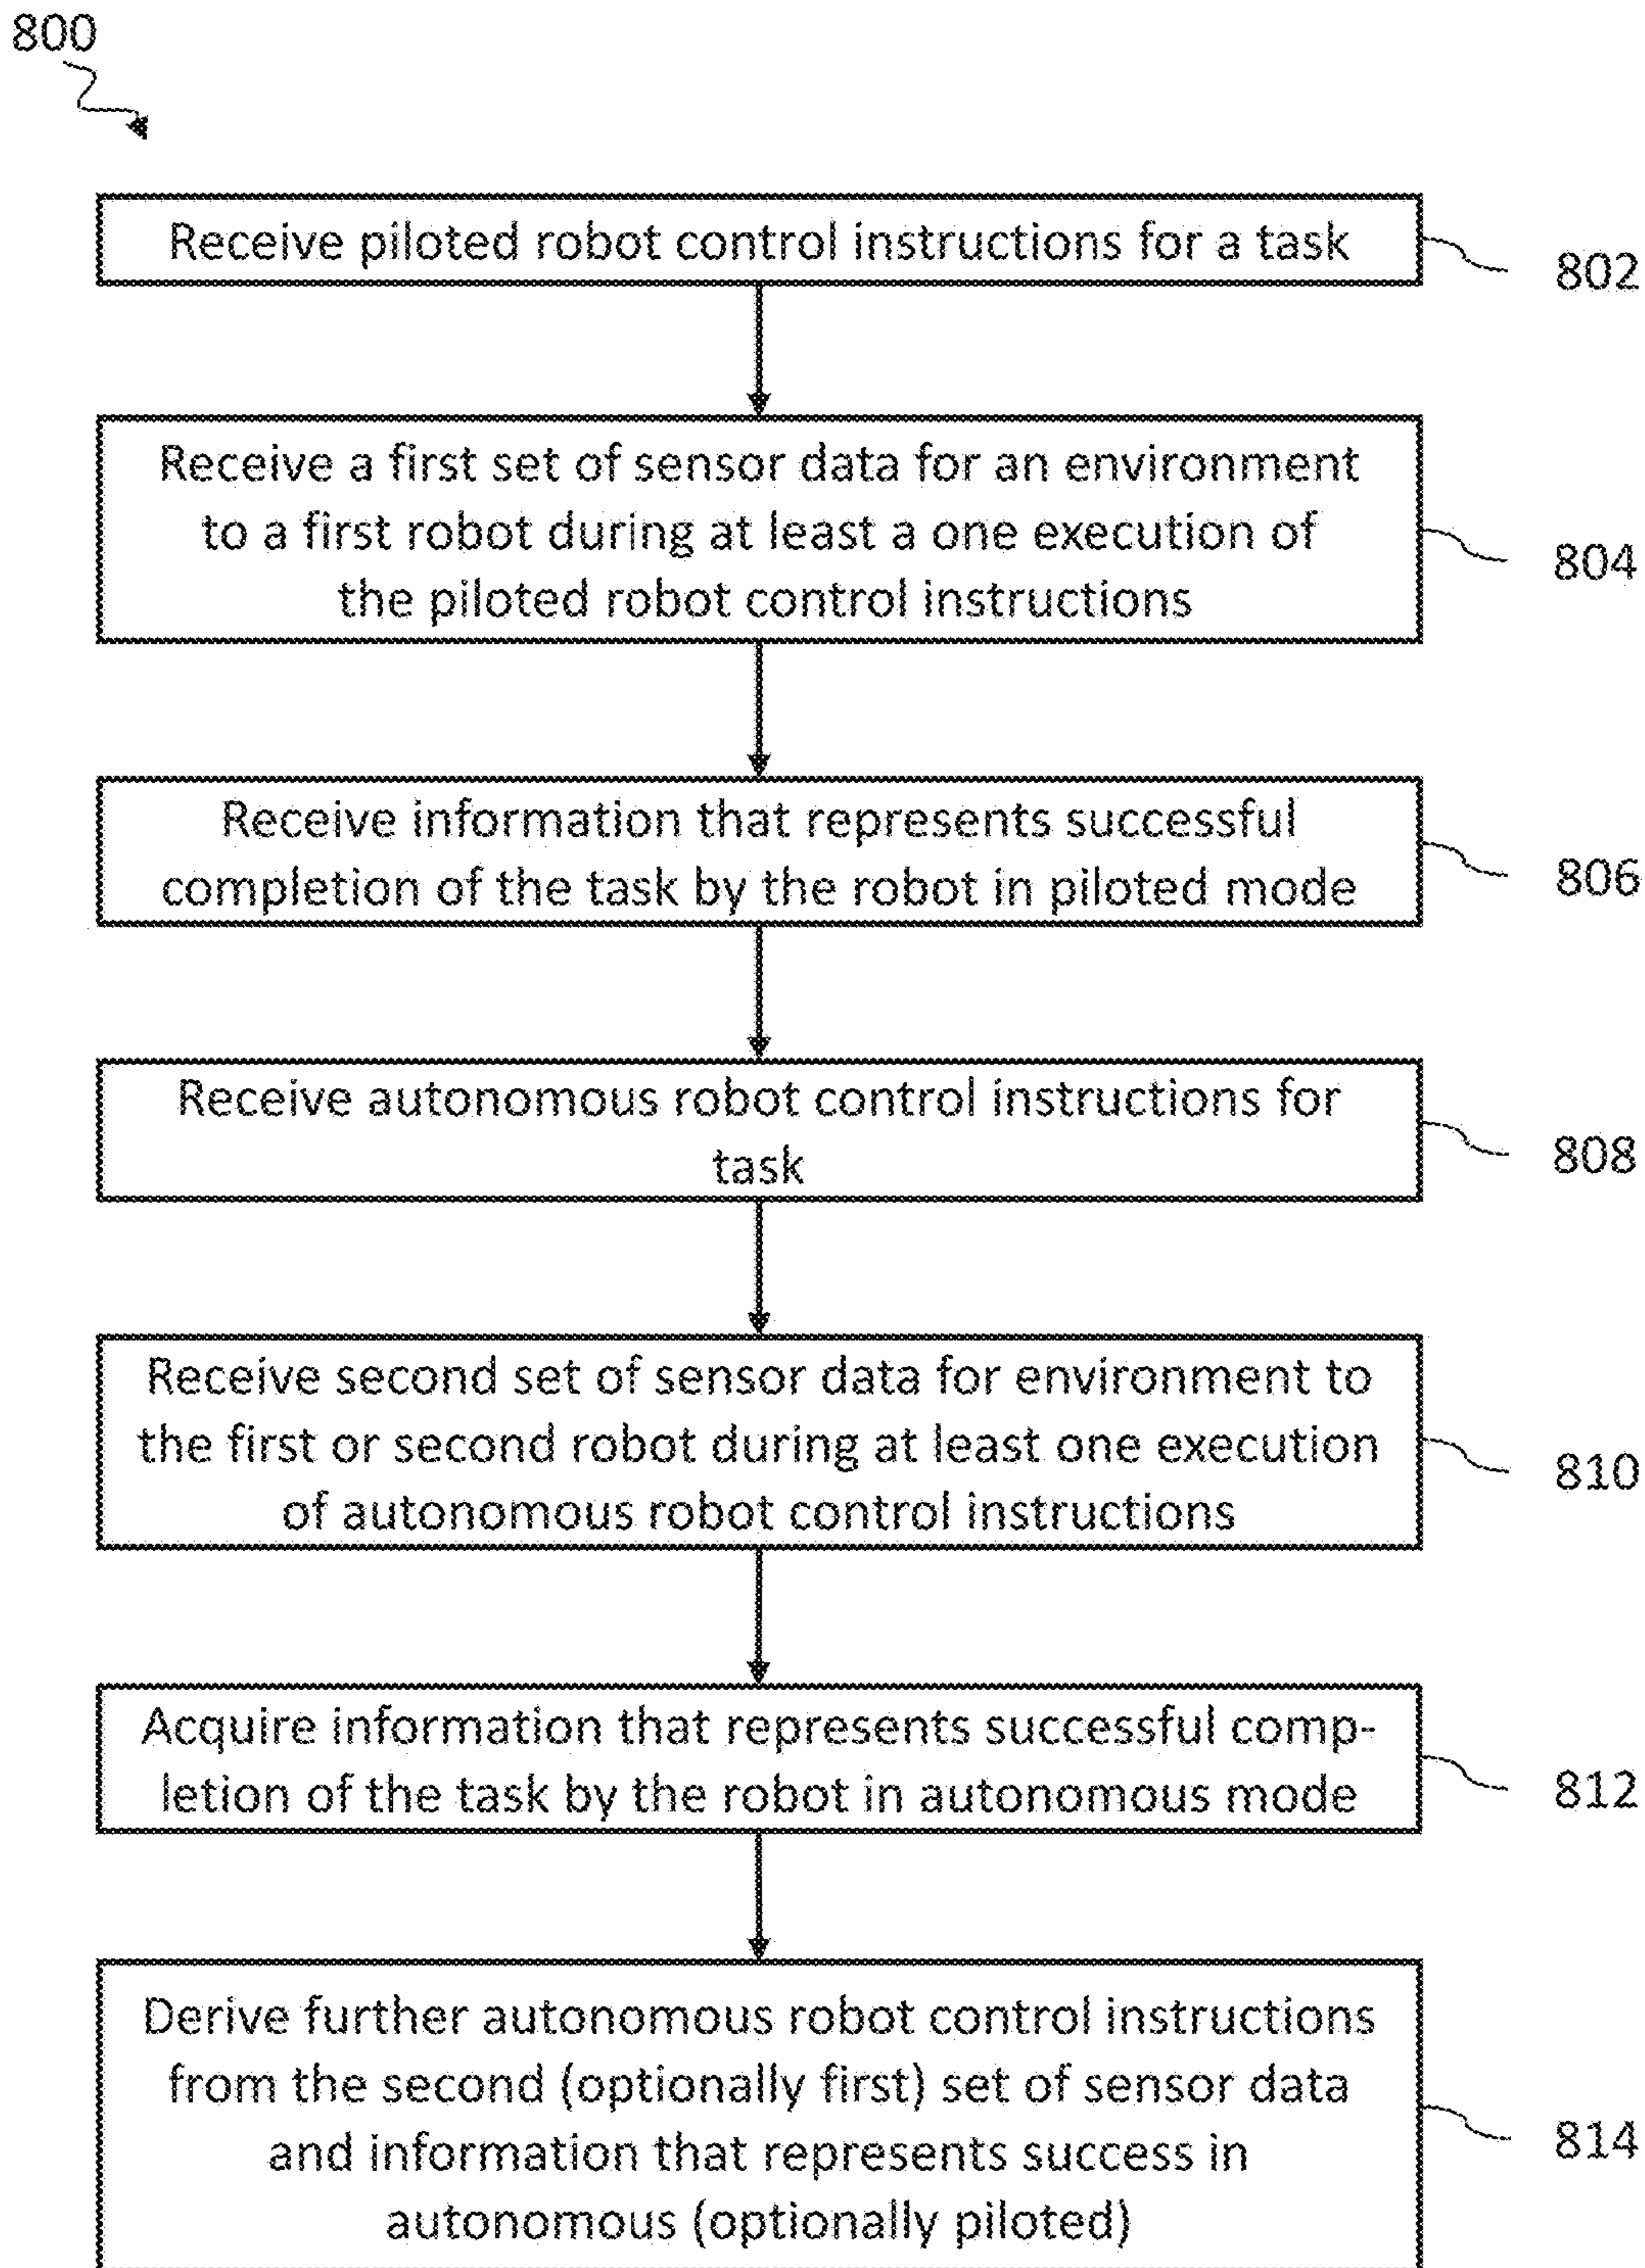 800
Receive piloted robot control instructions for a task
802
Receive a first set of sensor data for an environment
to a first robot during at least a one execution of
the piloted robot control instructions
804
Receive information that represents successful
completion of the task by the robot in piloted mode
806
Receive autonomous robot control instructions for
task
808
Receive second set of sensor data for environment to
the first or second robot during at least one execution
of autonomous robot control instructions
810
Acquire information that represents successful comp-
letion of the task by the robot in autonomous mode
812
Derive further autonomous robot control instructions
from the second (optionally first) set of sensor data
and information that represents success in
autonomous (optionally piloted)
814